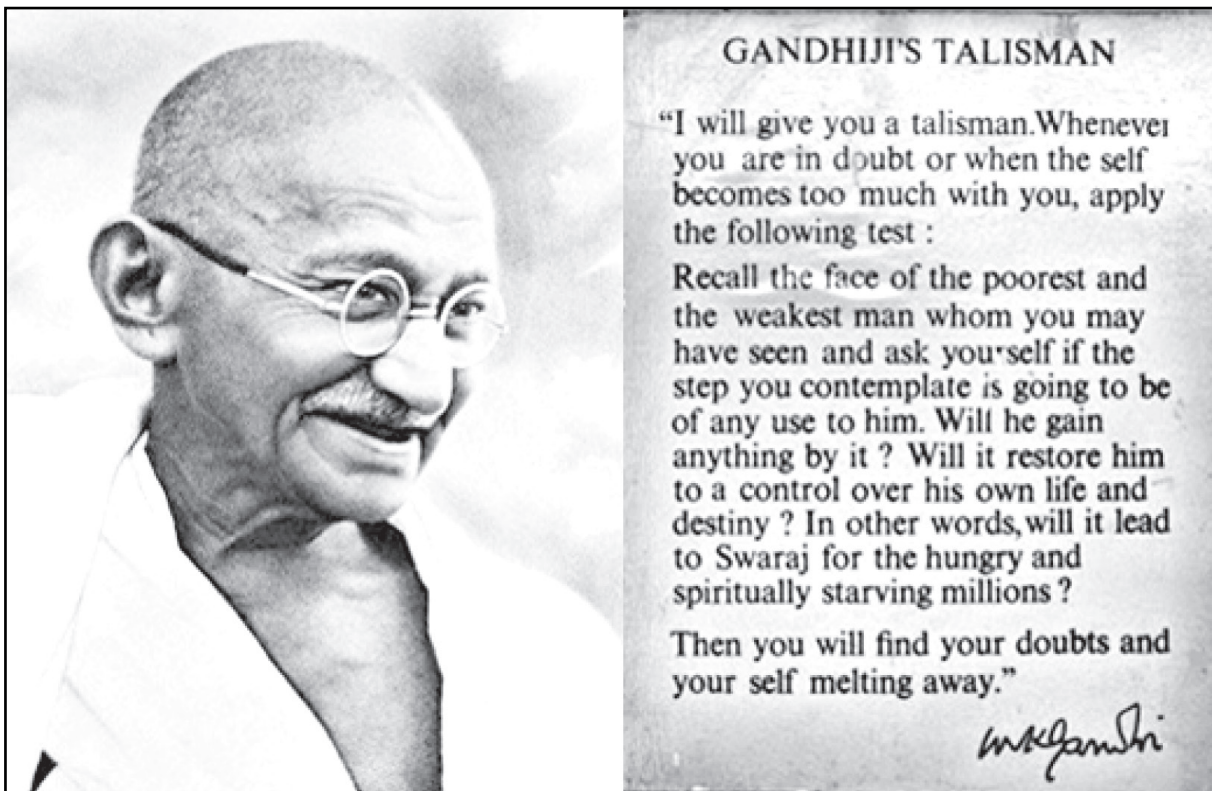 GANDHIJI'S TALISMAN
“I will give you a talisman.Whenever
you are in doubt or when the self
becomes too much with you, apply
the following test :
Recall the face of the poorest and
the weakest man whom you may
have seen and ask yourself if the
step you contemplate is going to be
of any use to him. Will he gain
anything by it ? Will it restore him
to a control over his own life and
destiny ? In other words, will it lead
to Swaraj for the hungry and
spiritually starving millions ?
Then you will find your doubts and
your self melting away.”
MKGandhi